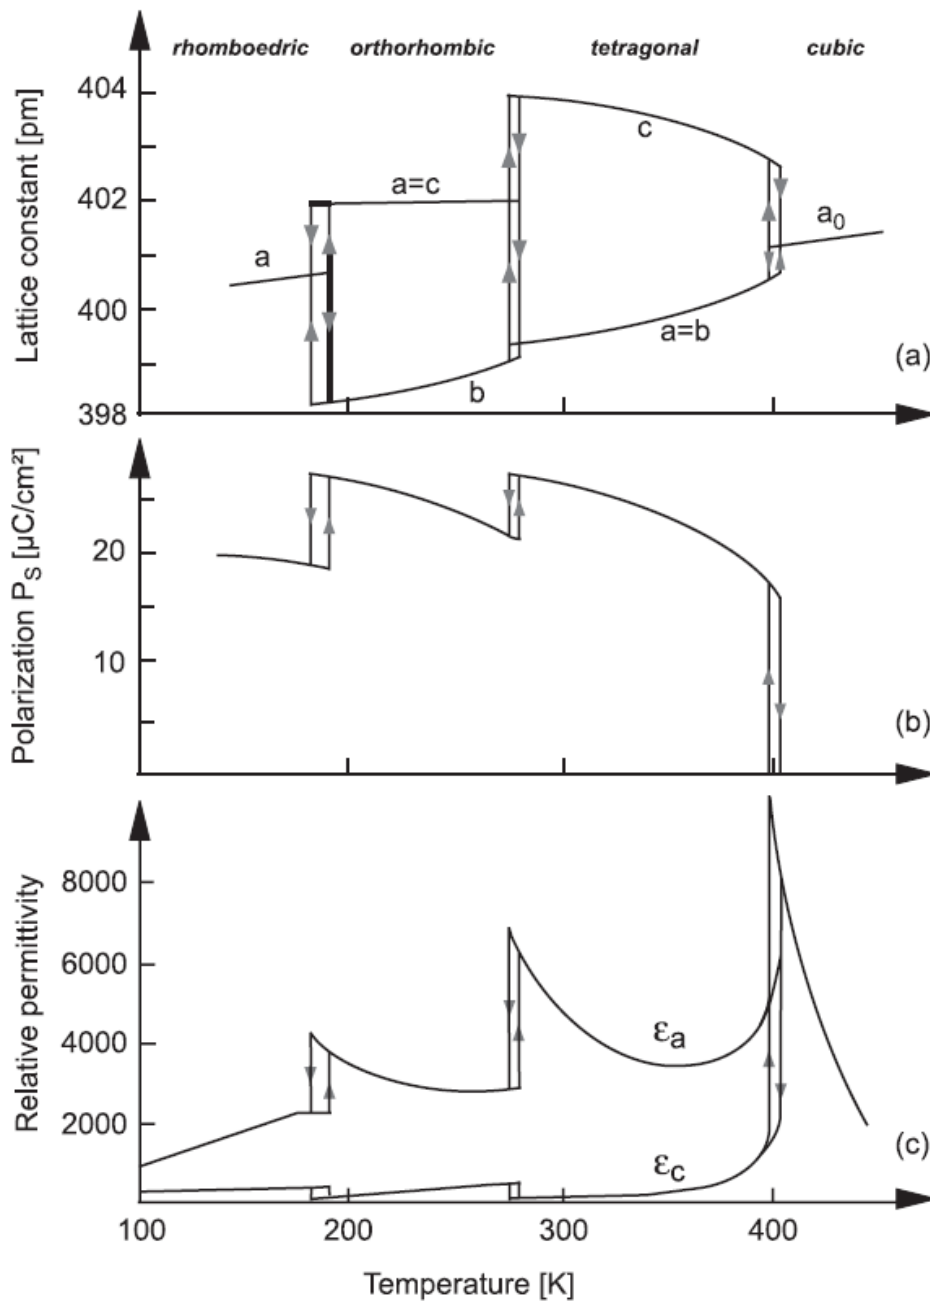 rhomboedric orthorhombic tetragonal cubic
Lattice constant [pm]
404
402
400
398
a
a=c
b
c
a=b
a₀
(a)
Polarization Pₛ [µC/cm²]
20
10
(b)
Relative permittivity
8000
6000
4000
2000
εₐ
ε꜀
(c)
100 200 300 400
Temperature [K]